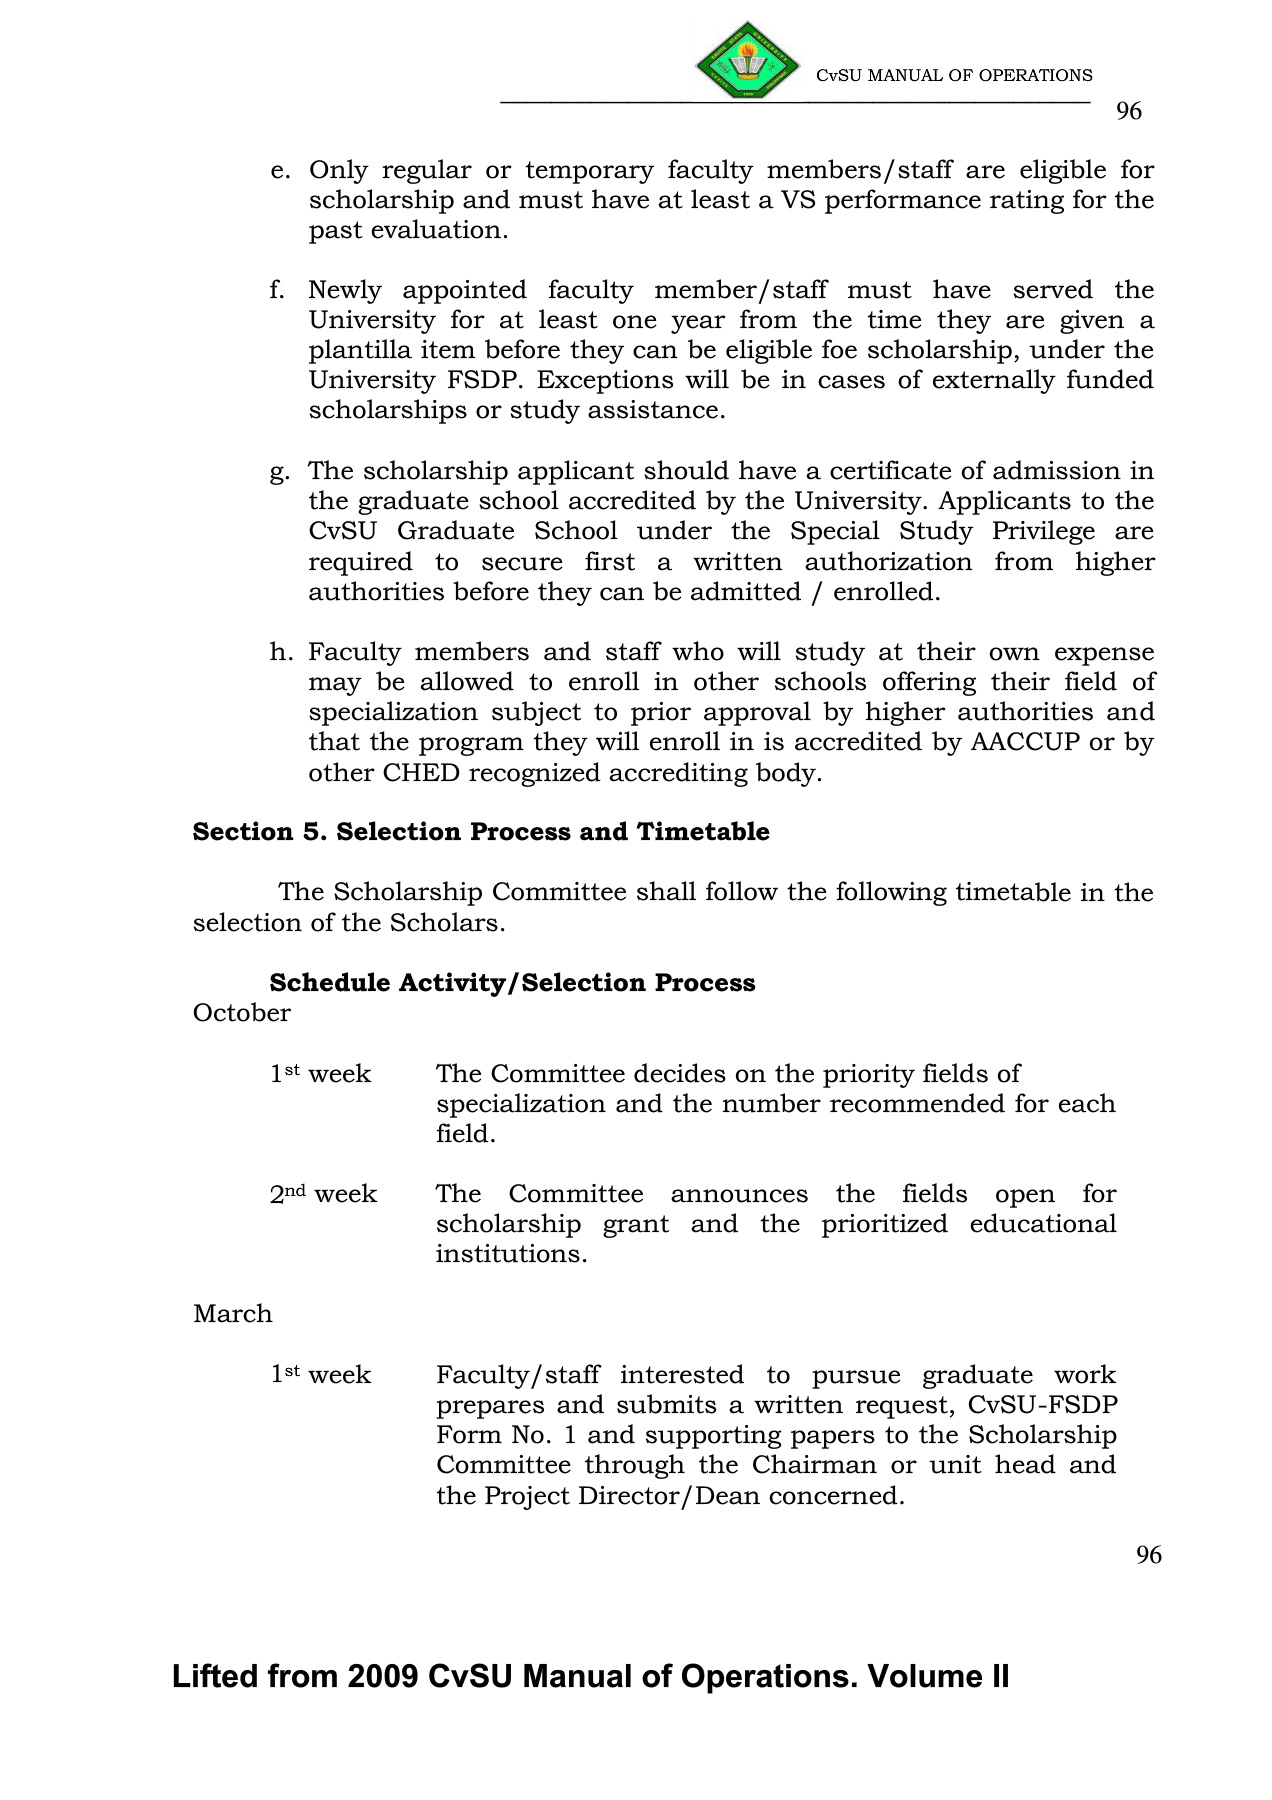 CvSU MANUAL OF OPERATIONS
96
e. Only regular or temporary faculty members/staff are eligible for
scholarship and must have at least a VS performance rating for the
past evaluation.
f. Newly appointed faculty member/staff must have served the
University for at least one year from the time they are given a
plantilla item before they can be eligible foe scholarship, under the
University FSDP. Exceptions will be in cases of externally funded
scholarships or study assistance.
g. The scholarship applicant should have a certificate of admission in
the graduate school accredited by the University. Applicants to the
CvSU Graduate School under the Special Study Privilege are
required to secure first a written authorization from higher
authorities before they can be admitted / enrolled.
h. Faculty members and staff who will study at their own expense
may be allowed to enroll in other schools offering their field of
specialization subject to prior approval by higher authorities and
that the program they will enroll in is accredited by AACCUP or by
other CHED recognized accrediting body.
Section 5. Selection Process and Timetable
The Scholarship Committee shall follow the following timetable in the
selection of the Scholars.
Schedule Activity/Selection Process
October
1st week The Committee decides on the priority fields of
specialization and the number recommended for each
field.
2nd week The Committee announces the fields open for
scholarship grant and the prioritized educational
institutions.
March
1st week Faculty/staff interested to pursue graduate work
prepares and submits a written request, CvSU-FSDP
Form No. 1 and supporting papers to the Scholarship
Committee through the Chairman or unit head and
the Project Director/Dean concerned.
96
Lifted from 2009 CvSU Manual of Operations. Volume II